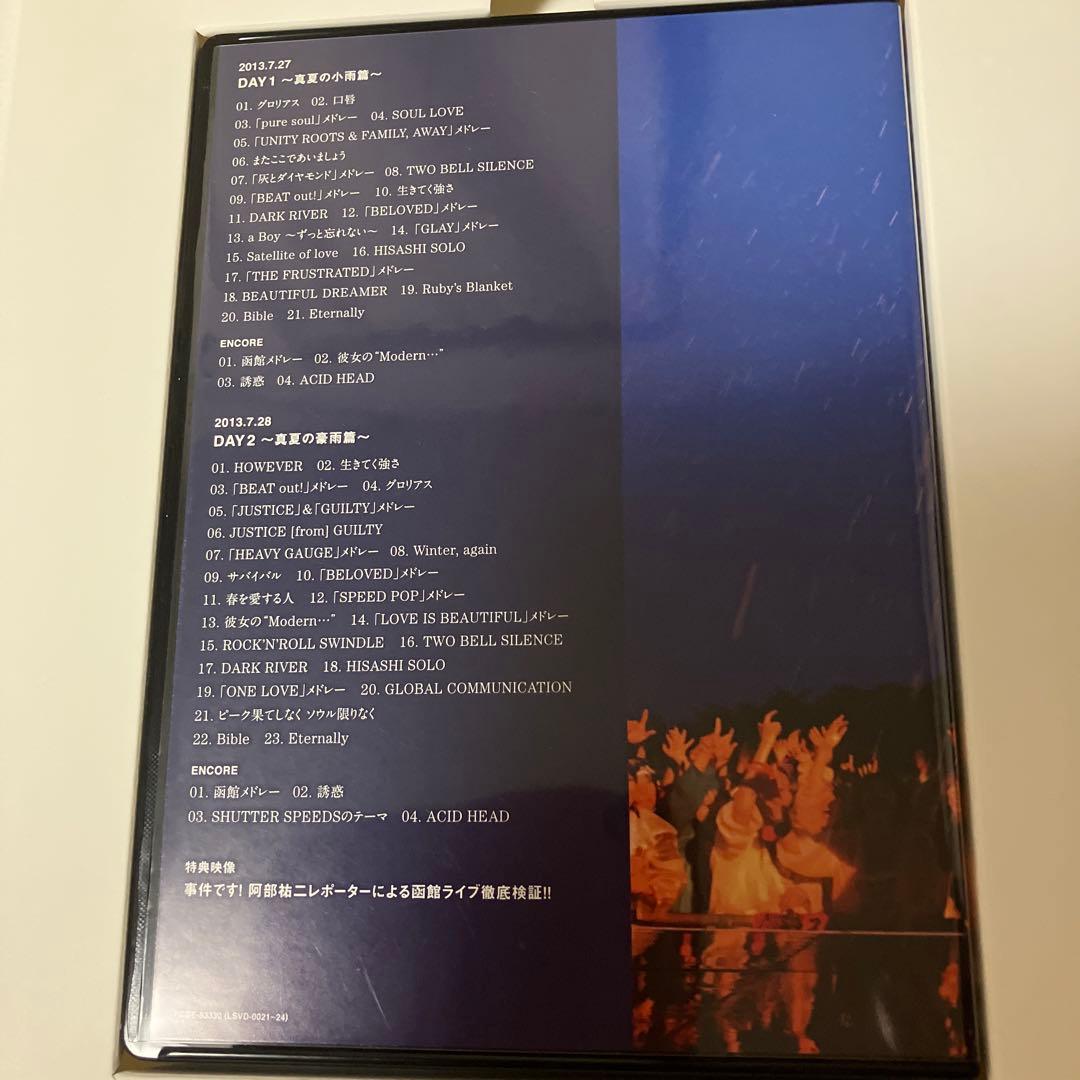 2013.7.27
DAY1 ～真夏の小雨篇～
01. グロリアス 02. 口唇
03.「pure soul」メドレー 04. SOUL LOVE
05.「UNITY ROOTS & FAMILY, AWAY」メドレー
06. またここであいましょう
07.「灰とダイヤモンド」メドレー 08. TWO BELL SILENCE
09.「BEAT out!」メドレー 10. 生きてく強さ
11. DARK RIVER 12.「BELOVED」メドレー
13. a Boy ～ずっと忘れない～ 14.「GLAY」メドレー
15. Satellite of love 16. HISASHI SOLO
17.「THE FRUSTRATED」メドレー
18. BEAUTIFUL DREAMER 19. Ruby's Blanket
20. Bible 21. Eternally
ENCORE
01. 函館メドレー 02. 彼女の"Modern…"
03. 誘惑 04. ACID HEAD
2013.7.28
DAY2 ～真夏の豪雨篇～
01. HOWEVER 02. 生きてく強さ
03.「BEAT out!」メドレー 04. グロリアス
05.「JUSTICE」&「GUILTY」メドレー
06. JUSTICE [from] GUILTY
07.「HEAVY GAUGE」メドレー 08. Winter, again
09. サバイバル 10.「BELOVED」メドレー
11. 春を愛する人 12.「SPEED POP」メドレー
13. 彼女の"Modern…" 14.「LOVE IS BEAUTIFUL」メドレー
15. ROCK'N'ROLL SWINDLE 16. TWO BELL SILENCE
17. DARK RIVER 18. HISASHI SOLO
19.「ONE LOVE」メドレー 20. GLOBAL COMMUNICATION
21. ピーク果てしなく ソウル限りなく
22. Bible 23. Eternally
ENCORE
01. 函館メドレー 02. 誘惑
03. SHUTTER SPEEDSのテーマ 04. ACID HEAD
特典映像
事件です! 阿部祐二レポーターによる函館ライブ徹底検証!!
(LSVD-0021~24)